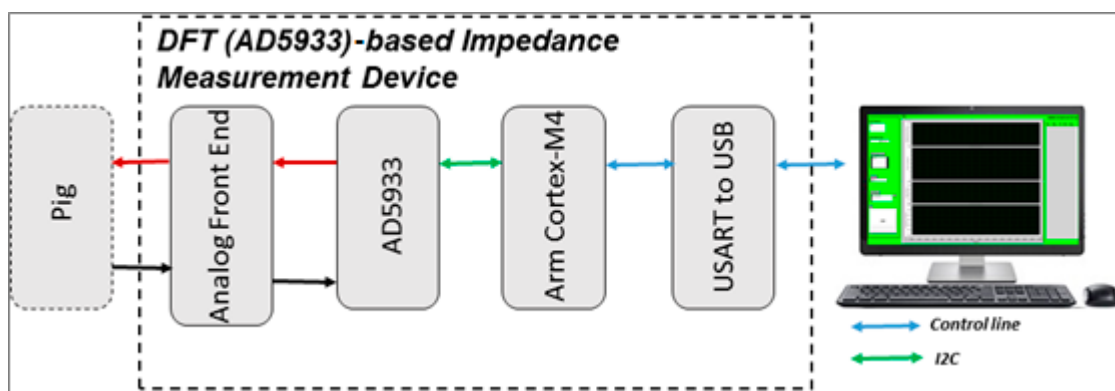 DFT (AD5933)-based Impedance
Measurement Device
Pig
Analog Front End
AD5933
Arm Cortex-M4
USART to USB
Control line
I2C